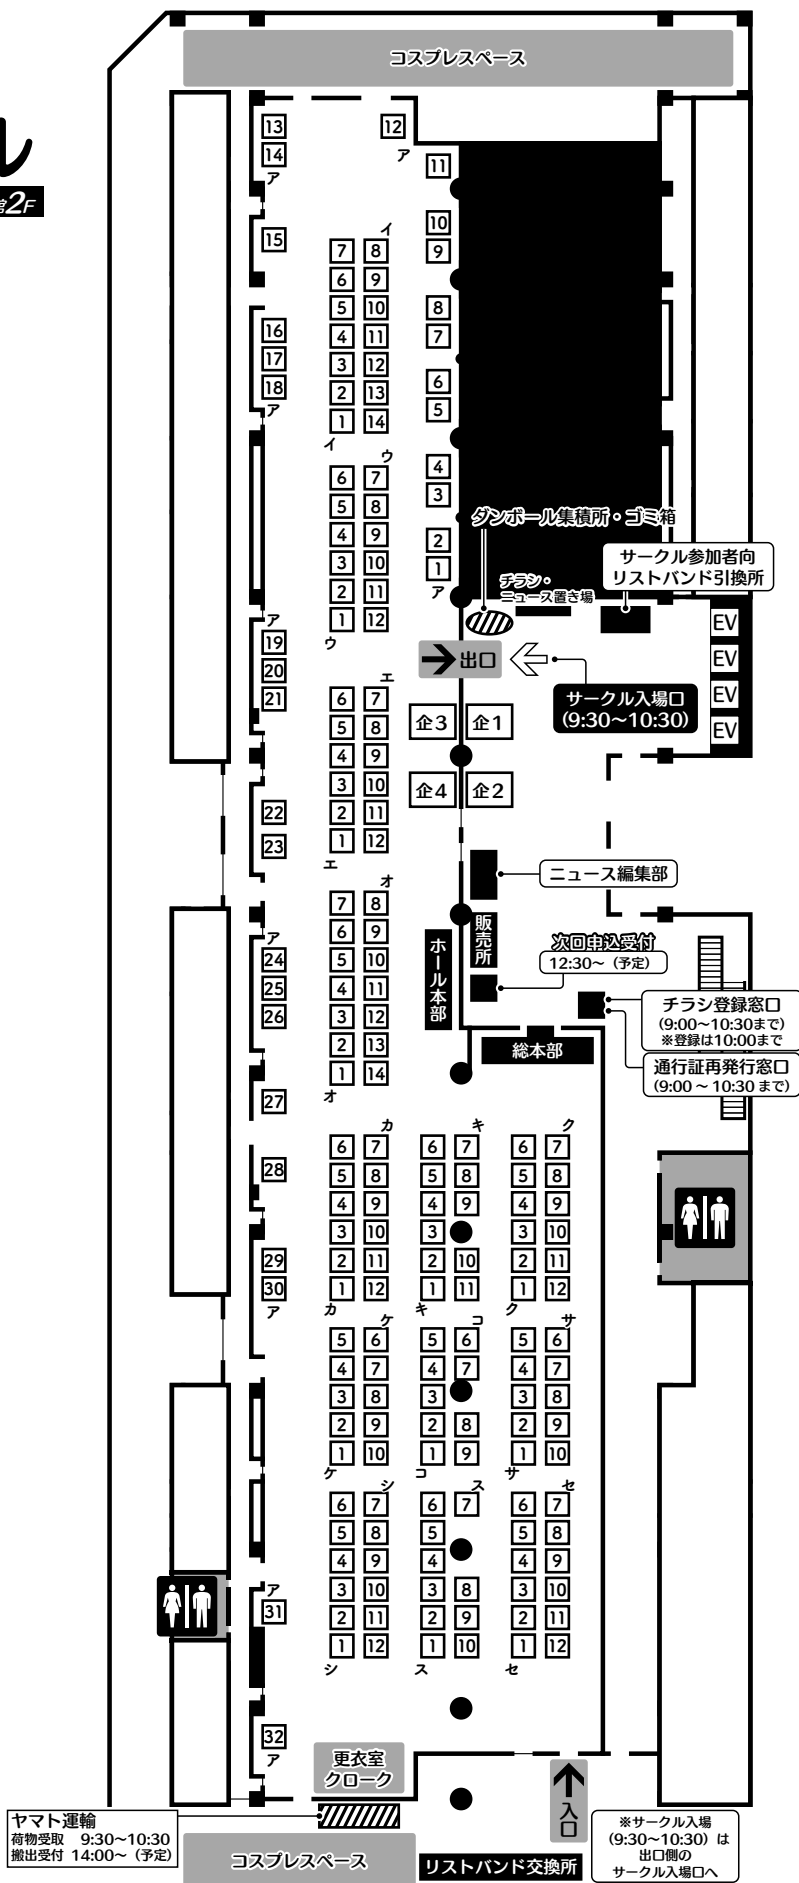 コスプレスペース
ル
2F
13
12
14
ア
ア
11
15
10
9
イ
7 8
6 9
5 10
4 11
3 12
2 13
1 14
イ
8
7
16
17
18
ア
6
5
ウ
6 7
5 8
4 9
3 10
2 11
1 12
ウ
4
3
2
1
ア
ダンボール集積所・ゴミ箱
サークル参加者向
リストバンド引換所
チラシ・
ニュース置き場
EV
EV
EV
EV
出口
サークル入場口
(9:30～10:30)
ア
19
20
21
エ
6 7
5 8
4 9
3 10
2 11
1 12
エ
企3 企1
企4 企2
22
23
ニュース編集部
オ
7 8
6 9
5 10
4 11
3 12
2 13
1 14
オ
ア
24
25
26
27
ホール本部
販売所
次回申込受付
12:30～（予定）
チラシ登録窓口
(9:00～10:30まで)
※登録は10:00まで
通行証再発行窓口
(9:00～10:30まで)
総本部
28
29
30
ア
カ
6 7
5 8
4 9
3 10
2 11
1 12
カ
キ
6 7
5 8
4 9
3
2 10
1 11
キ
ク
6 7
5 8
4 9
3 10
2 11
1 12
ク
ケ
5 6
4 7
3 8
2 9
1 10
ケ
コ
5 6
4 7
3
2 8
1 9
コ
サ
5 6
4 7
3 8
2 9
1 10
サ
シ
6 7
5 8
4 9
3 10
2 11
1 12
シ
ス
6 7
5
4
3 8
2 9
1 10
ス
セ
6 7
5 8
4 9
3 10
2 11
1 12
セ
ア
31
32
ア
更衣室
クローク
入口
ヤマト運輸
荷物受取 9:30～10:30
搬出受付 14:00～（予定）
コスプレスペース
リストバンド交換所
※サークル入場
(9:30～10:30)は
出口側の
サークル入場口へ